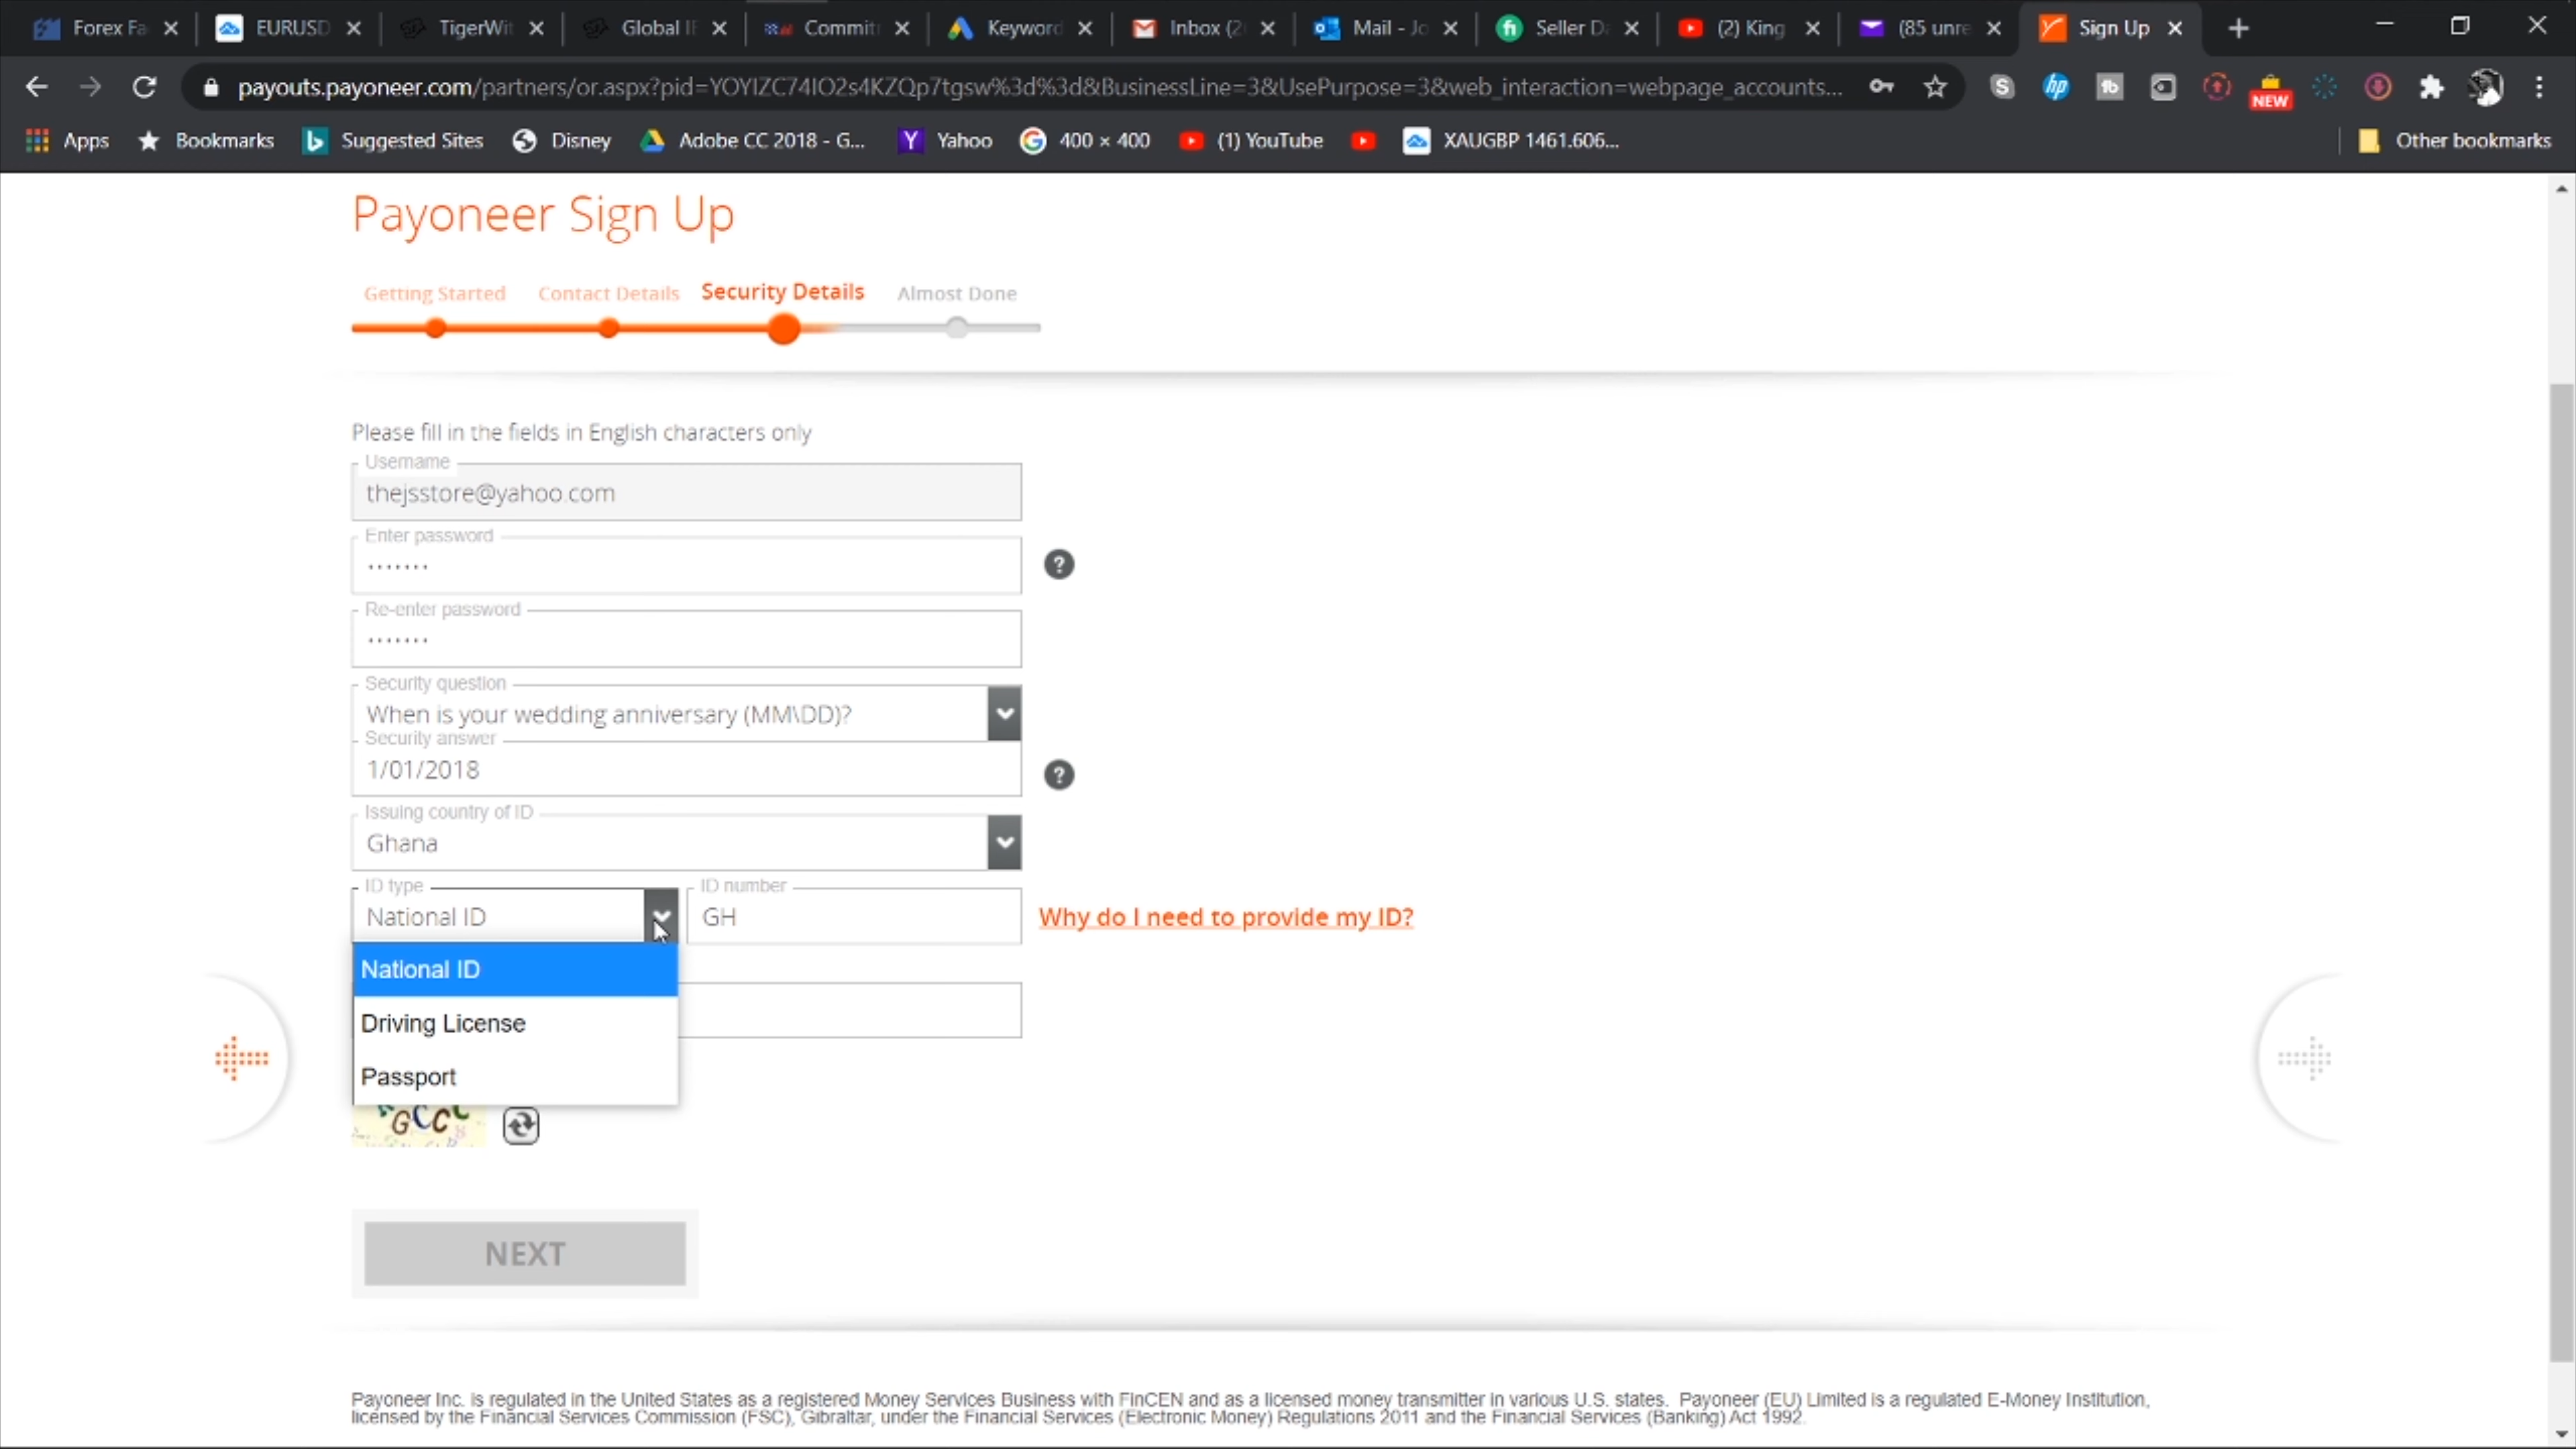 Forex Fa
EURUSD
TigerWit
Global IE
Commit
Keyword
Inbox (2
Mail - Jo
Seller D
(2) King
(85 unre
Sign Up
payouts.payoneer.com/partners/or.aspx?pid=YOYIZC74IO2s4KZQp7tgsw%3d%3d&BusinessLine=3&UsePurpose=3&web_interaction=webpage_accounts...
NEW
Apps
Bookmarks
Suggested Sites
Disney
Adobe CC 2018 - G...
Yahoo
400 × 400
(1) YouTube
XAUGBP 1461.606...
Other bookmarks
Payoneer Sign Up
Getting Started
Contact Details
Security Details
Almost Done
Please fill in the fields in English characters only
Username
thejsstore@yahoo.com
Enter password
.......
Re-enter password
.......
Security question
When is your wedding anniversary (MM\DD)?
Security answer
1/01/2018
Issuing country of ID
Ghana
ID type
National ID
ID number
GH
Why do I need to provide my ID?
National ID
Driving License
Passport
NEXT
Payoneer Inc. is regulated in the United States as a registered Money Services Business with FinCEN and as a licensed money transmitter in various U.S. states. Payoneer (EU) Limited is a regulated E-Money Institution,
licensed by the Financial Services Commission (FSC), Gibraltar, under the Financial Services (Electronic Money) Regulations 2011 and the Financial Services (Banking) Act 1992.